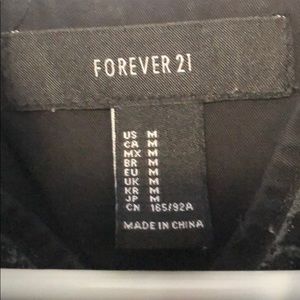 FOREVER 21
US M
CA M
MX M
BR M
EU M
UK M
KR M
JP M
CN 165/92A
MADE IN CHINA